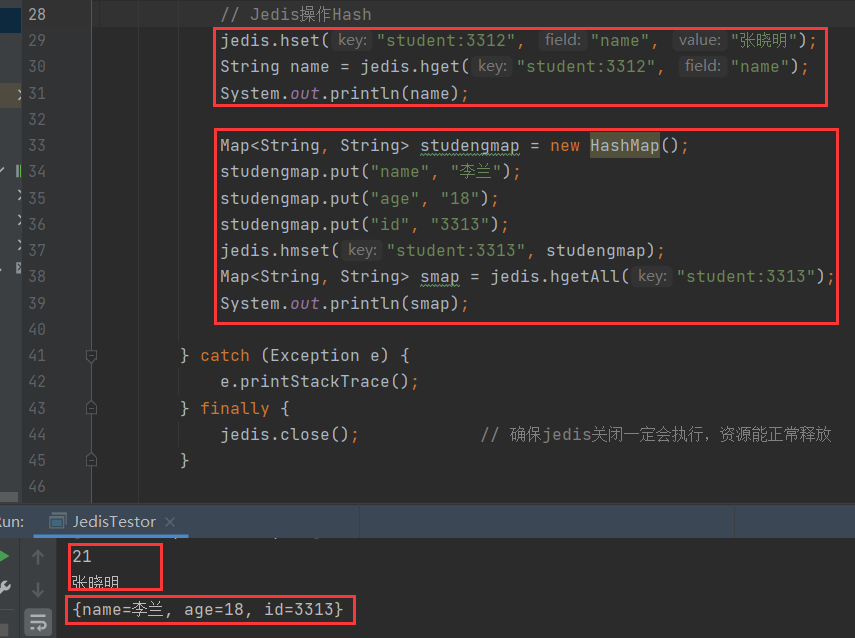 28 // Jedis操作Hash
29 jedis.hset( key: "student:3312", field: "name", value: "张晓明");
30 String name = jedis.hget( key: "student:3312", field: "name");
31 System.out.println(name);
32
33 Map<String, String> studengmap = new HashMap();
34 studengmap.put("name", "李兰");
35 studengmap.put("age", "18");
36 studengmap.put("id", "3313");
37 jedis.hmset( key: "student:3313", studengmap);
38 Map<String, String> smap = jedis.hgetAll( key: "student:3313");
39 System.out.println(smap);
40
41 } catch (Exception e) {
42 e.printStackTrace();
43 } finally {
44 jedis.close(); // 确保jedis关闭一定会执行，资源能正常释放
45 }
46
un: JedisTestor ×
21
张晓明
{name=李兰, age=18, id=3313}